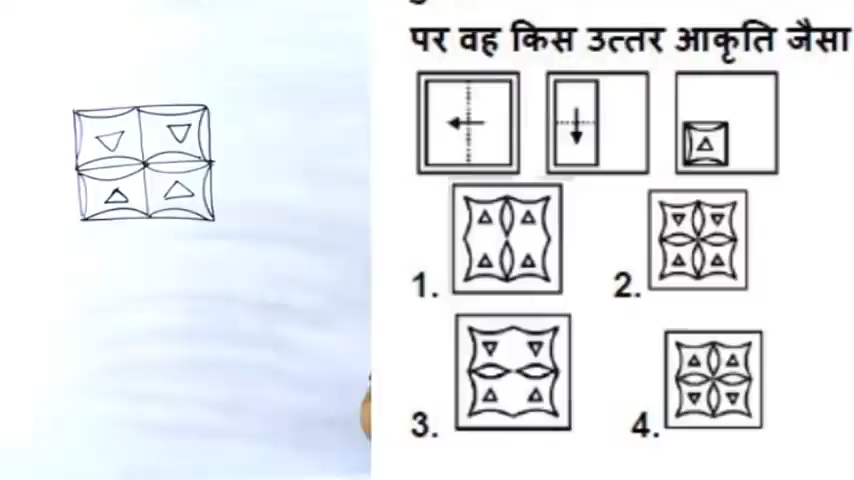 पर वह किस उत्तर आकृति जैसा
1.
2.
3.
4.